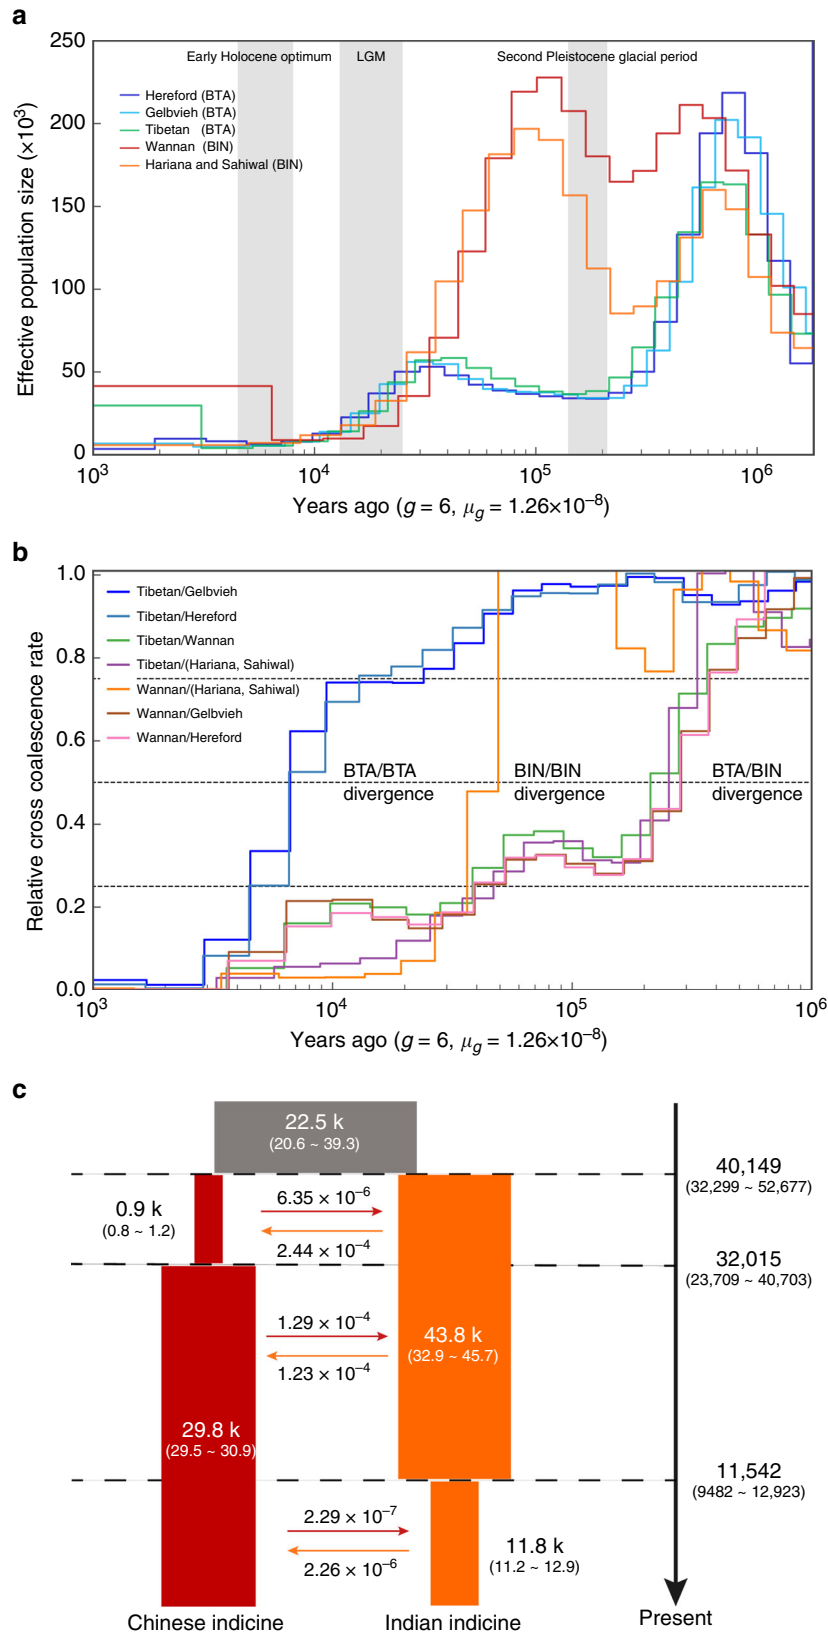 a
250
200
150
100
50
0
Effective population size (×10³)
Early Holocene optimum
LGM
Second Pleistocene glacial period
Hereford (BTA)
Gelbvieh (BTA)
Tibetan (BTA)
Wannan (BIN)
Hariana and Sahiwal (BIN)
10³ 10⁴ 10⁵ 10⁶
Years ago (g = 6, μg = 1.26×10⁻⁸)
b
1.0
0.8
0.6
0.4
0.2
0.0
Relative cross coalescence rate
Tibetan/Gelbvieh
Tibetan/Hereford
Tibetan/Wannan
Tibetan/(Hariana, Sahiwal)
Wannan/(Hariana, Sahiwal)
Wannan/Gelbvieh
Wannan/Hereford
BTA/BTA
divergence
BIN/BIN
divergence
BTA/BIN
divergence
10³ 10⁴ 10⁵ 10⁶
Years ago (g = 6, μg = 1.26×10⁻⁸)
c
22.5 k
(20.6 ~ 39.3)
40,149
(32,299 ~ 52,677)
0.9 k
(0.8 ~ 1.2)
6.35 × 10⁻⁶
2.44 × 10⁻⁴
32,015
(23,709 ~ 40,703)
1.29 × 10⁻⁴
1.23 × 10⁻⁴
43.8 k
(32.9 ~ 45.7)
29.8 k
(29.5 ~ 30.9)
11,542
(9482 ~ 12,923)
2.29 × 10⁻⁷
2.26 × 10⁻⁶
11.8 k
(11.2 ~ 12.9)
Chinese indicine
Indian indicine
Present